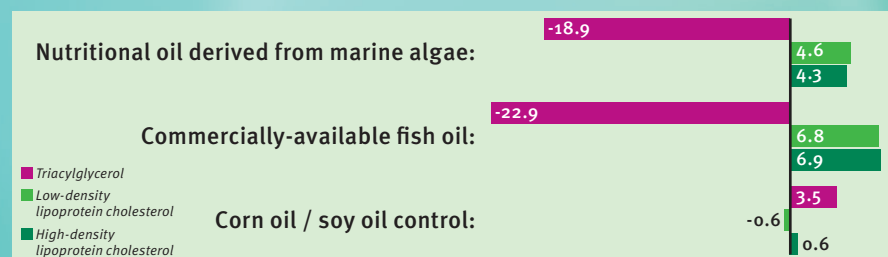 -18.9
Nutritional oil derived from marine algae:
4.6
4.3
-22.9
Commercially-available fish oil:
6.8
6.9
Triacylglycerol
Low-density
lipoprotein cholesterol
High-density
lipoprotein cholesterol
3.5
Corn oil / soy oil control:
-0.6
0.6